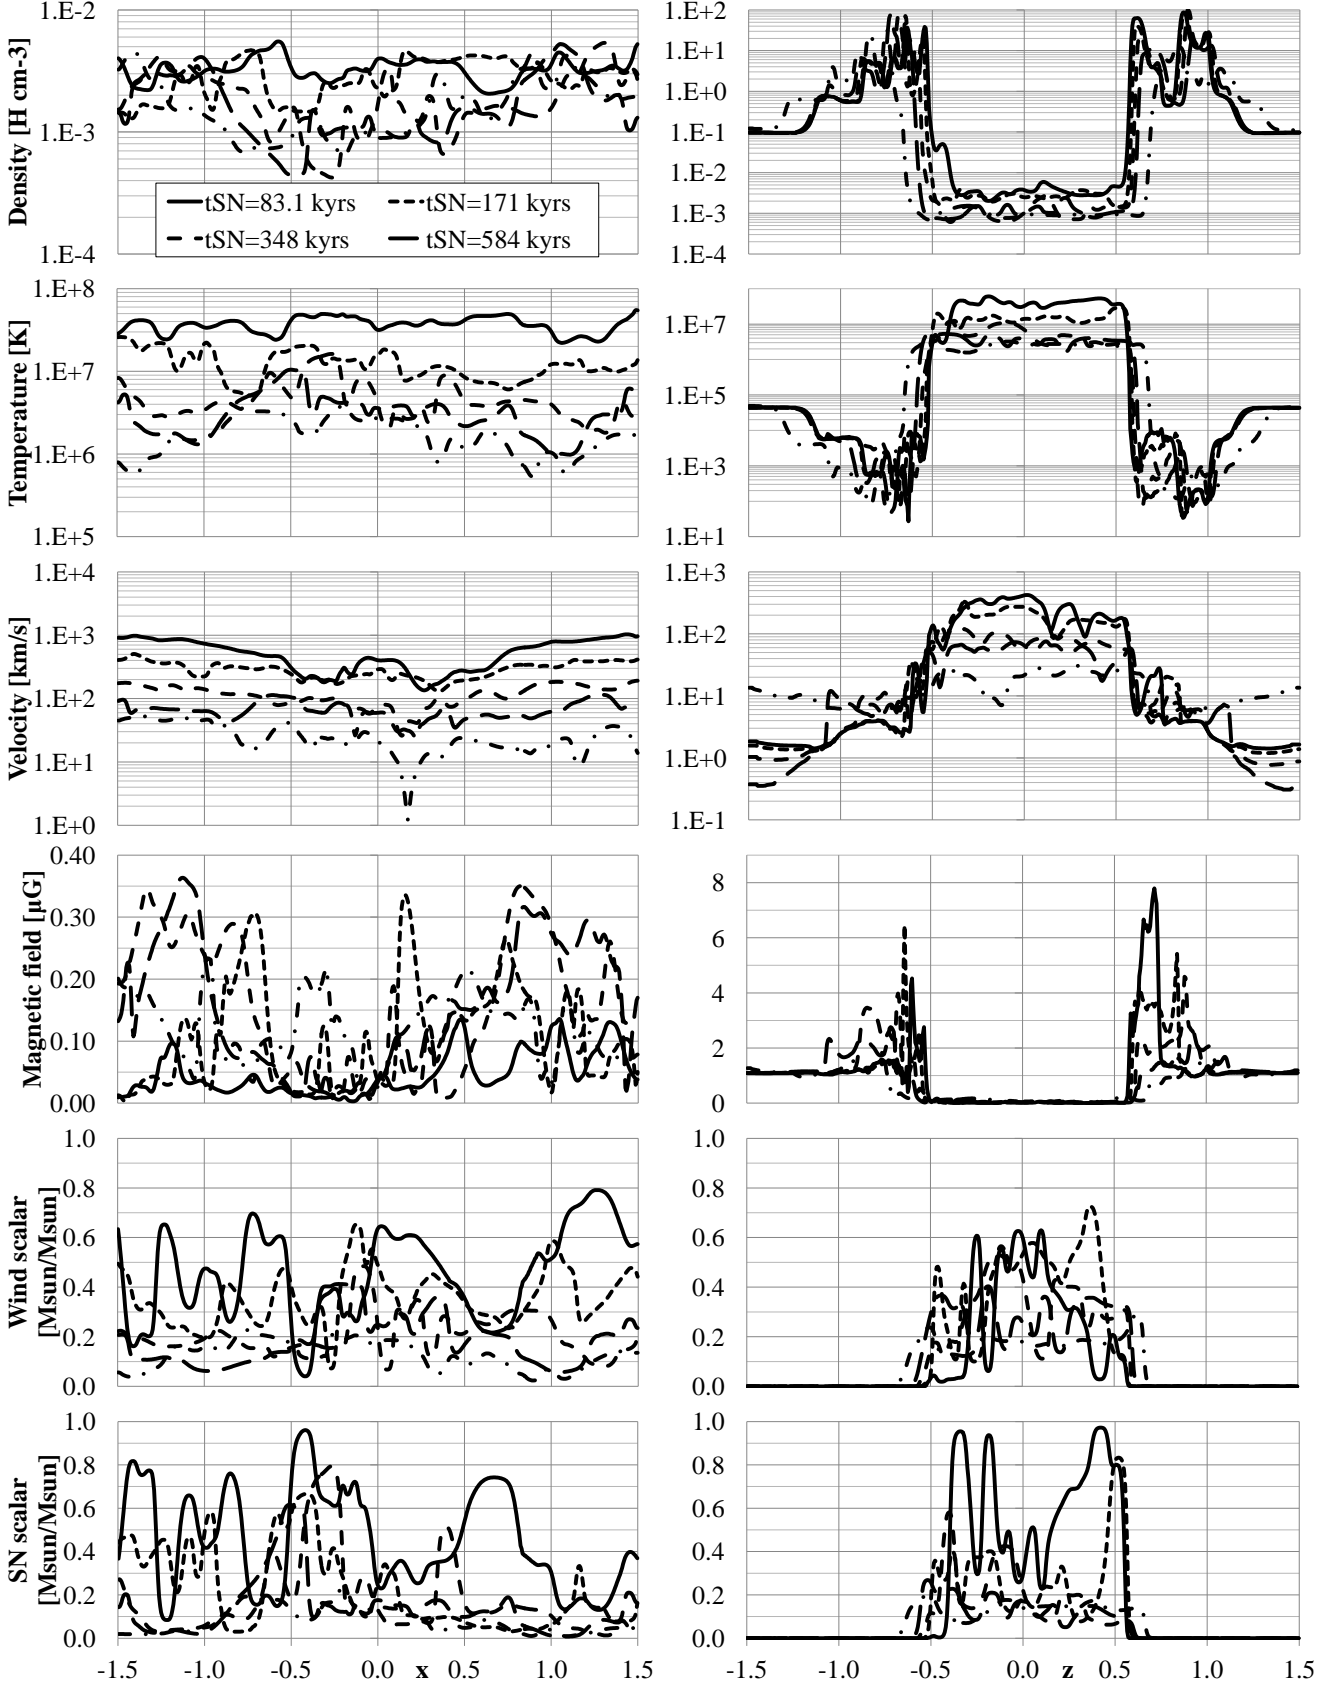 Density [H cm-3]
1.E-2
1.E-3
1.E-4
tSN=83.1 kyrs
tSN=171 kyrs
tSN=348 kyrs
tSN=584 kyrs
1.E+2
1.E+1
1.E+0
1.E-1
1.E-2
1.E-3
1.E-4
Temperature [K]
1.E+8
1.E+7
1.E+6
1.E+5
1.E+7
1.E+5
1.E+3
1.E+1
Velocity [km/s]
1.E+4
1.E+3
1.E+2
1.E+1
1.E+0
1.E+3
1.E+2
1.E+1
1.E+0
1.E-1
Magnetic field [µG]
0.40
0.30
0.20
0.10
0.00
8
6
4
2
0
Wind scalar
[Msun/Msun]
1.0
0.8
0.6
0.4
0.2
0.0
1.0
0.8
0.6
0.4
0.2
0.0
SN scalar
[Msun/Msun]
1.0
0.8
0.6
0.4
0.2
0.0
1.0
0.8
0.6
0.4
0.2
0.0
-1.5 -1.0 -0.5 0.0 x 0.5 1.0 1.5
-1.5 -1.0 -0.5 0.0 z 0.5 1.0 1.5